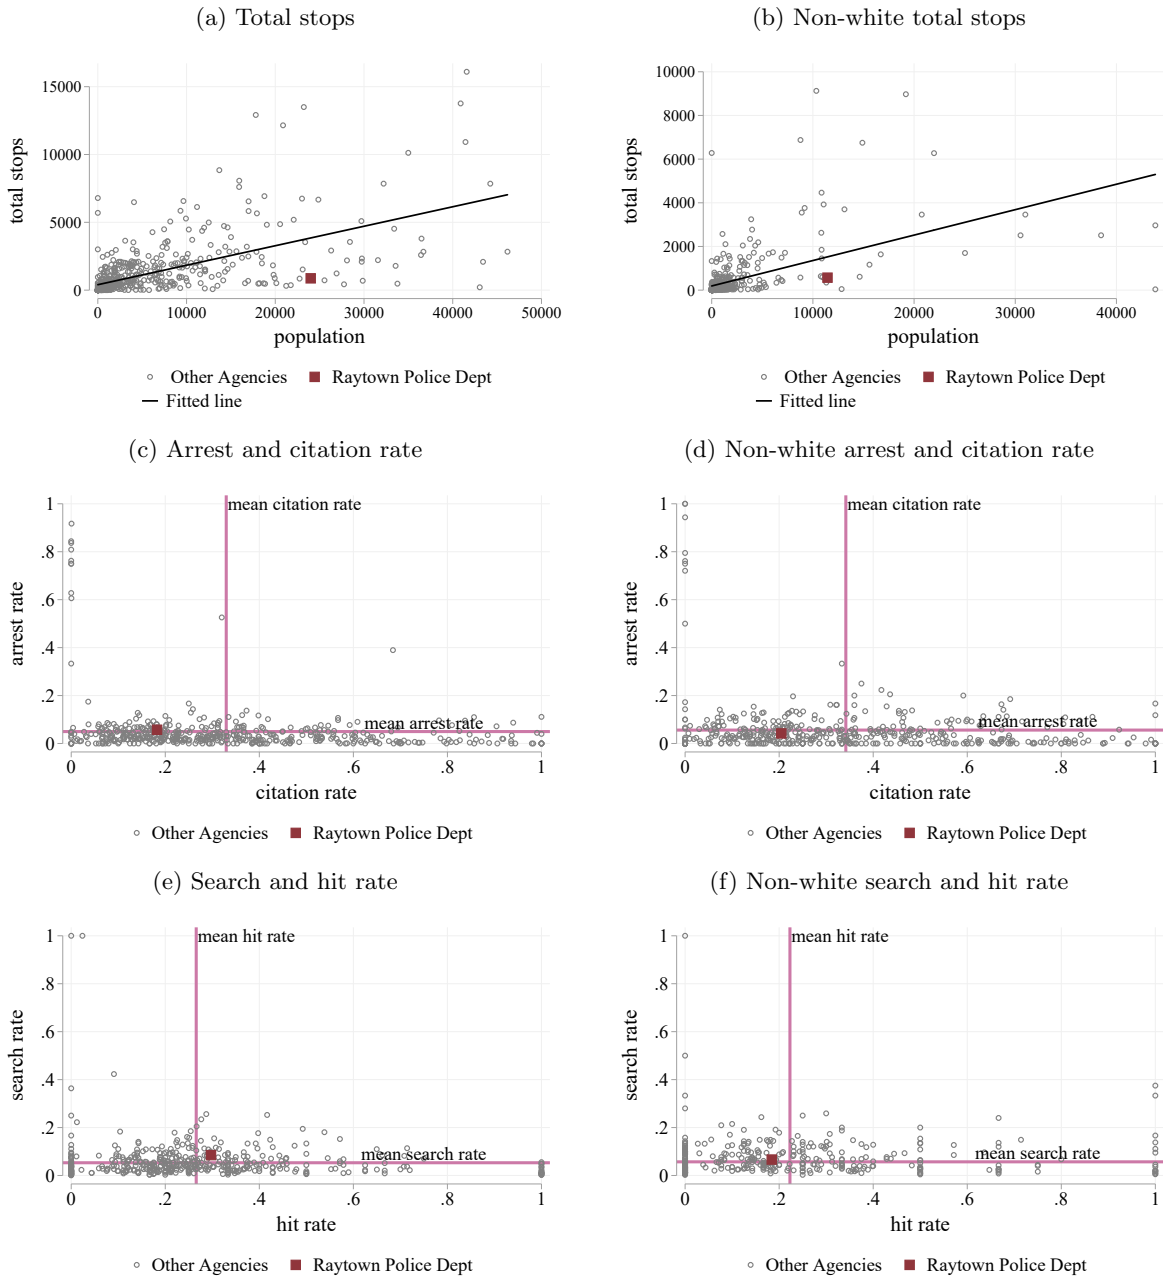 (a) Total stops
(b) Non-white total stops
total stops
15000
10000
5000
0
0 10000 20000 30000 40000 50000
population
Other Agencies Raytown Police Dept
Fitted line
total stops
10000
8000
6000
4000
2000
0
0 10000 20000 30000 40000
population
Other Agencies Raytown Police Dept
Fitted line
(c) Arrest and citation rate
(d) Non-white arrest and citation rate
arrest rate
1
.8
.6
.4
.2
0
mean citation rate
mean arrest rate
0 .2 .4 .6 .8 1
citation rate
Other Agencies Raytown Police Dept
arrest rate
1
.8
.6
.4
.2
0
mean citation rate
mean arrest rate
0 .2 .4 .6 .8 1
citation rate
Other Agencies Raytown Police Dept
(e) Search and hit rate
(f) Non-white search and hit rate
search rate
1
.8
.6
.4
.2
0
mean hit rate
mean search rate
0 .2 .4 .6 .8 1
hit rate
Other Agencies Raytown Police Dept
search rate
1
.8
.6
.4
.2
0
mean hit rate
mean search rate
0 .2 .4 .6 .8 1
hit rate
Other Agencies Raytown Police Dept